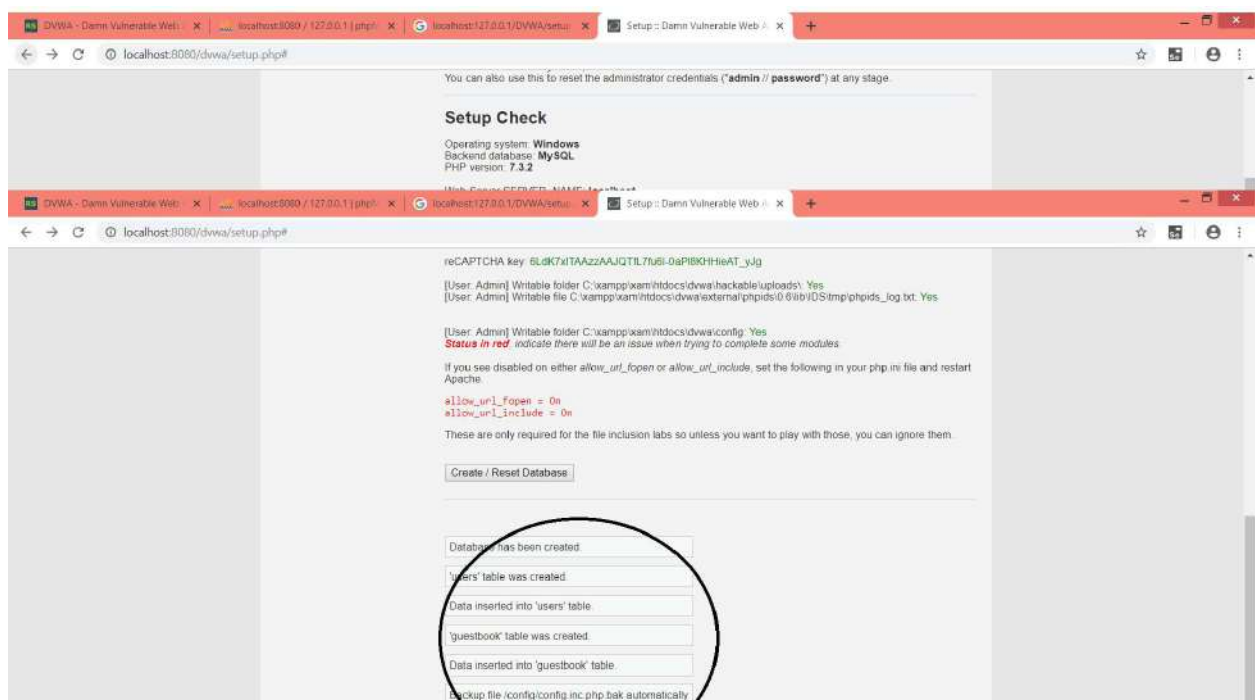 DVWA - Damn Vulnerable Web
localhost:8080 / 127.0.0.1 | php
localhost:127.0.0.1/DVWA/setup
Setup :: Damn Vulnerable Web A
localhost:8080/dvwa/setup.php#
You can also use this to reset the administrator credentials ("admin // password") at any stage.
Setup Check
Operating system: Windows
Backend database: MySQL
PHP version: 7.3.2
Web Server SERVER_NAME: localhost
DVWA - Damn Vulnerable Web
localhost:8080 / 127.0.0.1 | php
localhost:127.0.0.1/DVWA/setup
Setup :: Damn Vulnerable Web A
localhost:8080/dvwa/setup.php#
reCAPTCHA key:
[User: Admin] Writable folder C:\xampp\xam\htdocs\dvwa\hackable\uploads\: Yes
[User: Admin] Writable file C:\xampp\xam\htdocs\dvwa\external\phpids\0.6\lib\IDS\tmp\phpids_log.txt: Yes
[User: Admin] Writable folder C:\xampp\xam\htdocs\dvwa\config: Yes
Status in red, indicate there will be an issue when trying to complete some modules.
If you see disabled on either allow_url_fopen or allow_url_include, set the following in your php.ini file and restart
Apache.
allow_url_fopen = On
allow_url_include = On
These are only required for the file inclusion labs so unless you want to play with those, you can ignore them.
Create / Reset Database
Database has been created.
'users' table was created.
Data inserted into 'users' table.
'guestbook' table was created.
Data inserted into 'guestbook' table.
Backup file /config/config.inc.php.bak automatically